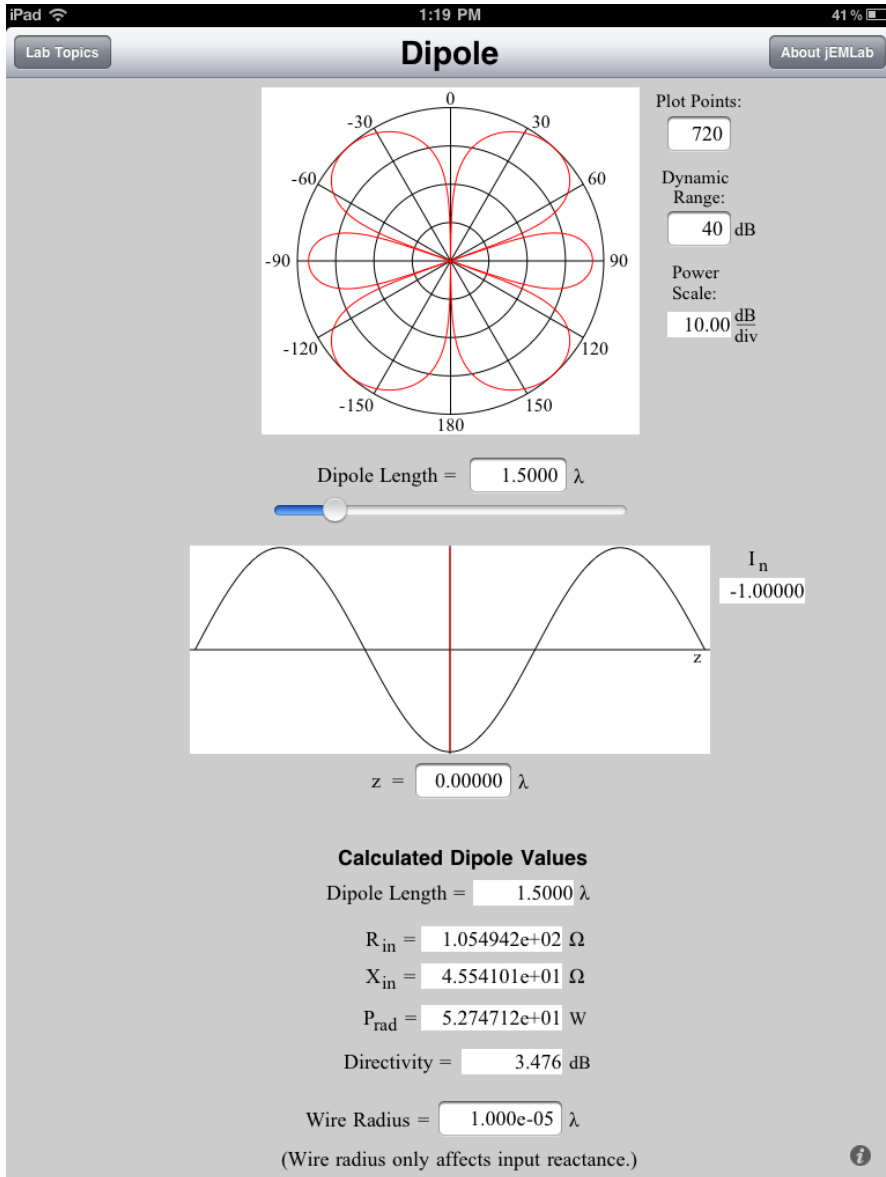 iPad 1:19 PM 41 %
Lab Topics Dipole About jEMLab
0
-30 30
-60 60
-90 90
-120 120
-150 150
180
Plot Points:
720
Dynamic
Range:
40 dB
Power
Scale:
10.00 dB
div
Dipole Length = 1.5000 λ
I n
-1.00000
z
z = 0.00000 λ
Calculated Dipole Values
Dipole Length = 1.5000 λ
R in = 1.054942e+02 Ω
X in = 4.554101e+01 Ω
P rad = 5.274712e+01 W
Directivity = 3.476 dB
Wire Radius = 1.000e-05 λ
(Wire radius only affects input reactance.)
i